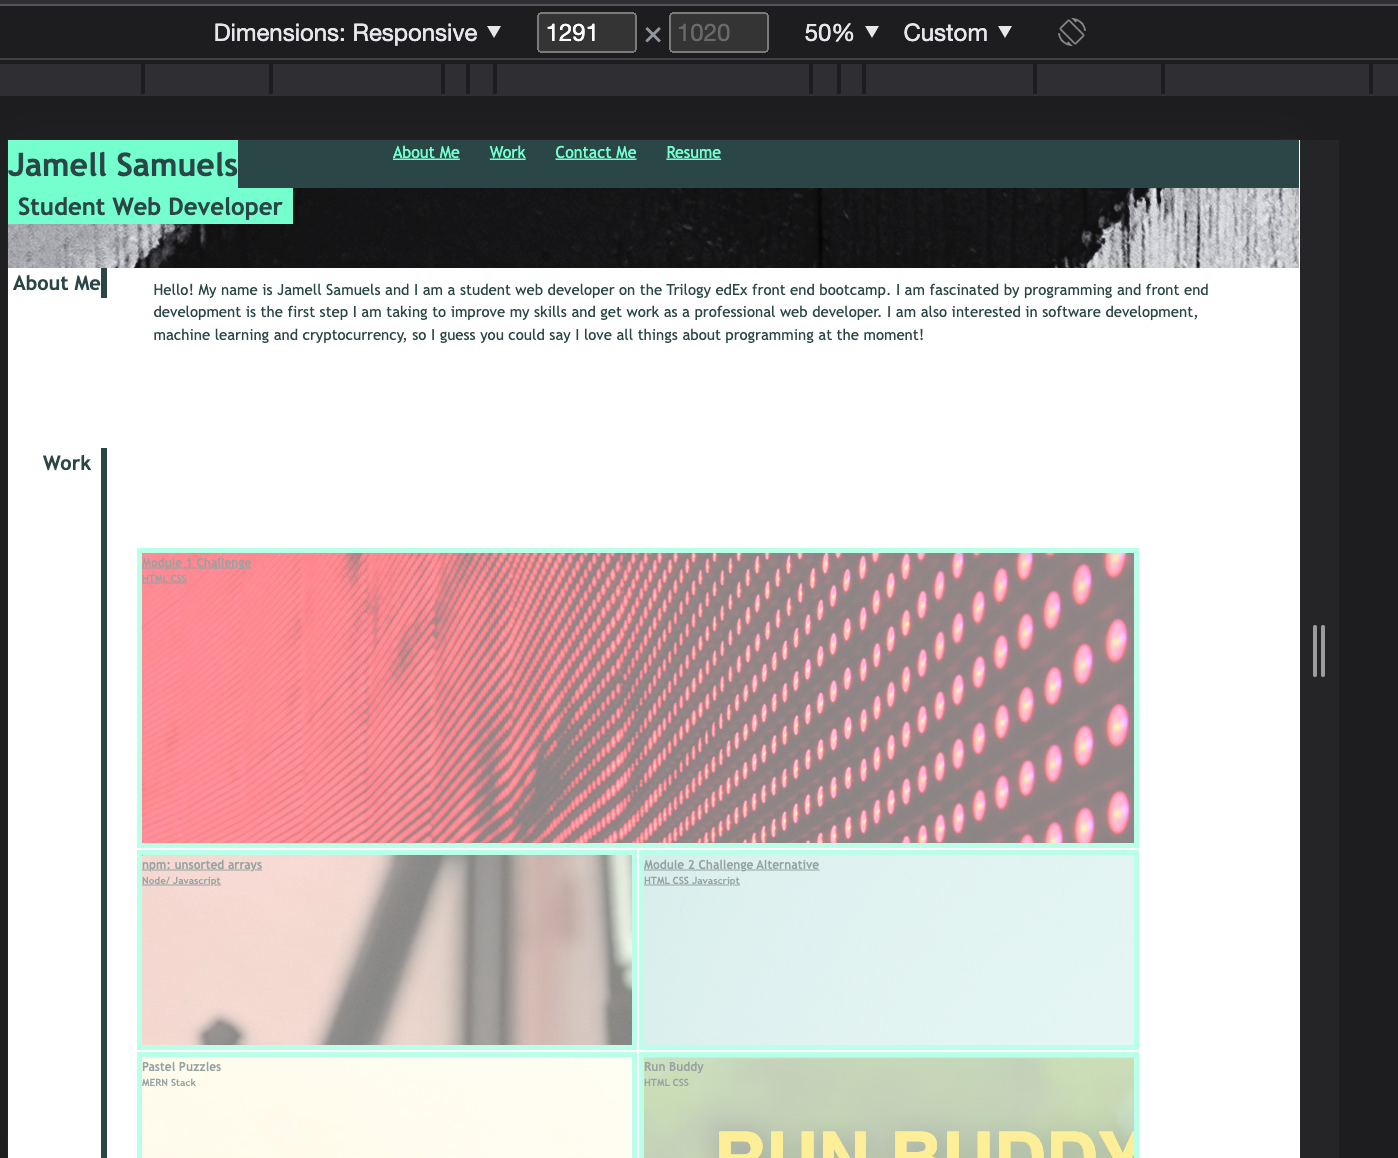 Dimensions: Responsive ▼ 1291 × 1020 50% ▼ Custom ▼
Jamell Samuels
About Me Work Contact Me Resume
Student Web Developer
About Me
Hello! My name is Jamell Samuels and I am a student web developer on the Trilogy edEx front end bootcamp. I am fascinated by programming and front end
development is the first step I am taking to improve my skills and get work as a professional web developer. I am also interested in software development,
machine learning and cryptocurrency, so I guess you could say I love all things about programming at the moment!
Work
Module 1 Challenge
HTML CSS
npm: unsorted arrays
Node/ Javascript
Module 2 Challenge Alternative
HTML CSS Javascript
Pastel Puzzles
MERN Stack
Run Buddy
HTML CSS
RUN BUDDY